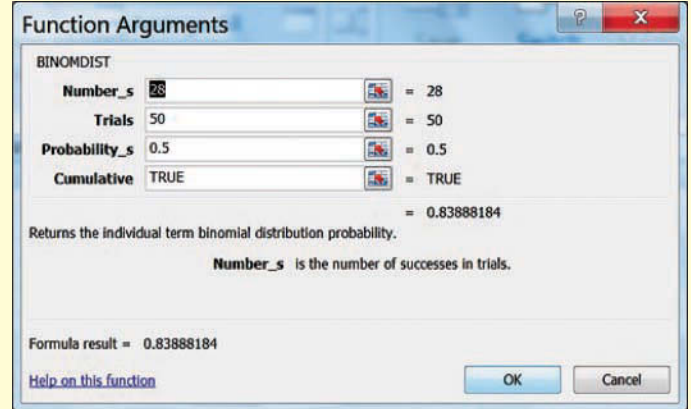 Function Arguments
?
X
BINOMDIST
Number_s 28 = 28
Trials 50 = 50
Probability_s 0.5 = 0.5
Cumulative TRUE = TRUE
= 0.83888184
Returns the individual term binomial distribution probability.
Number_s is the number of successes in trials.
Formula result = 0.83888184
Help on this function
OK Cancel